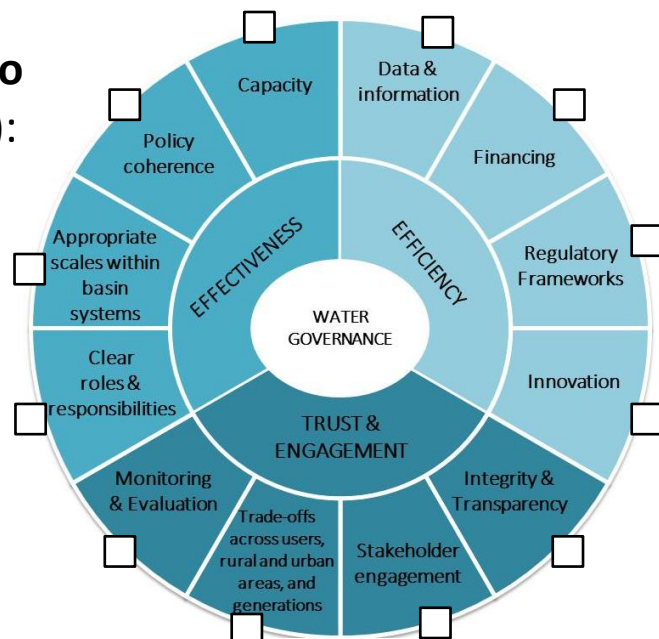 o
):
Capacity
Data &
information
Policy
coherence
Financing
Appropriate
scales within
basin
systems
Regulatory
Frameworks
EFFECTIVENESS
EFFICIENCY
WATER
GOVERNANCE
Clear
roles &
responsibilities
Innovation
TRUST &
ENGAGEMENT
Monitoring
& Evaluation
Trade-offs
across users,
rural and urban
areas, and
generations
Stakeholder
engagement
Integrity &
Transparency